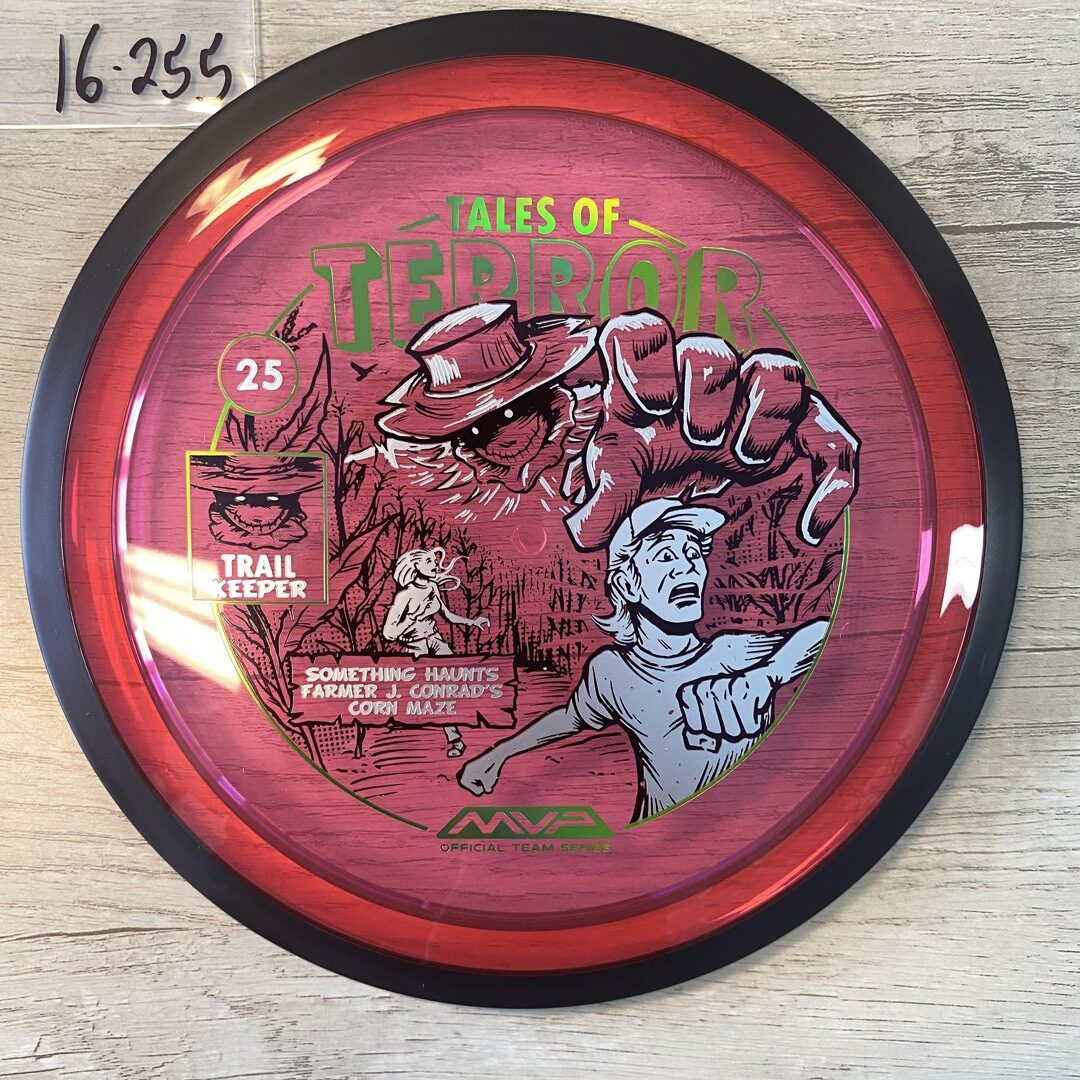 16-255
TALES OF
TERROR
25
TRAIL
KEEPER
SOMETHING HAUNTS
FARMER J. CONRAD'S
CORN MAZE
MVP
OFFICIAL TEAM SERIES